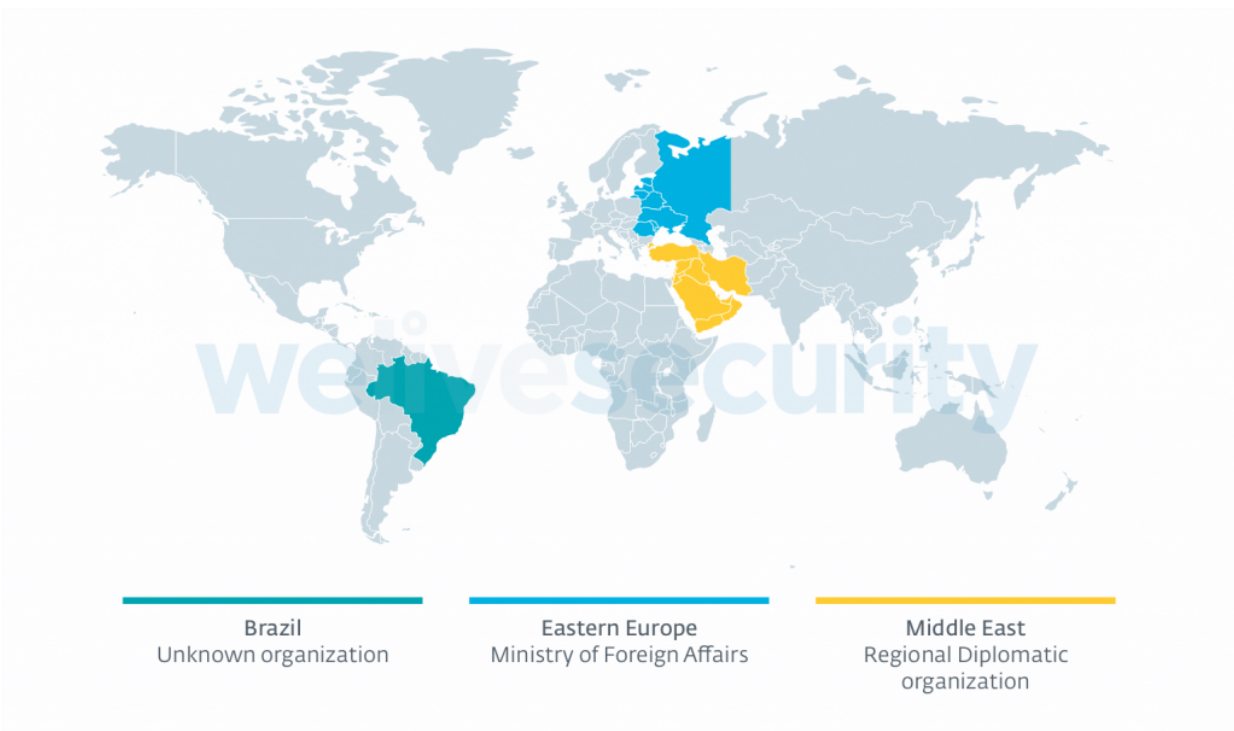 welivesecurity
Brazil
Unknown organization
Eastern Europe
Ministry of Foreign Affairs
Middle East
Regional Diplomatic
organization